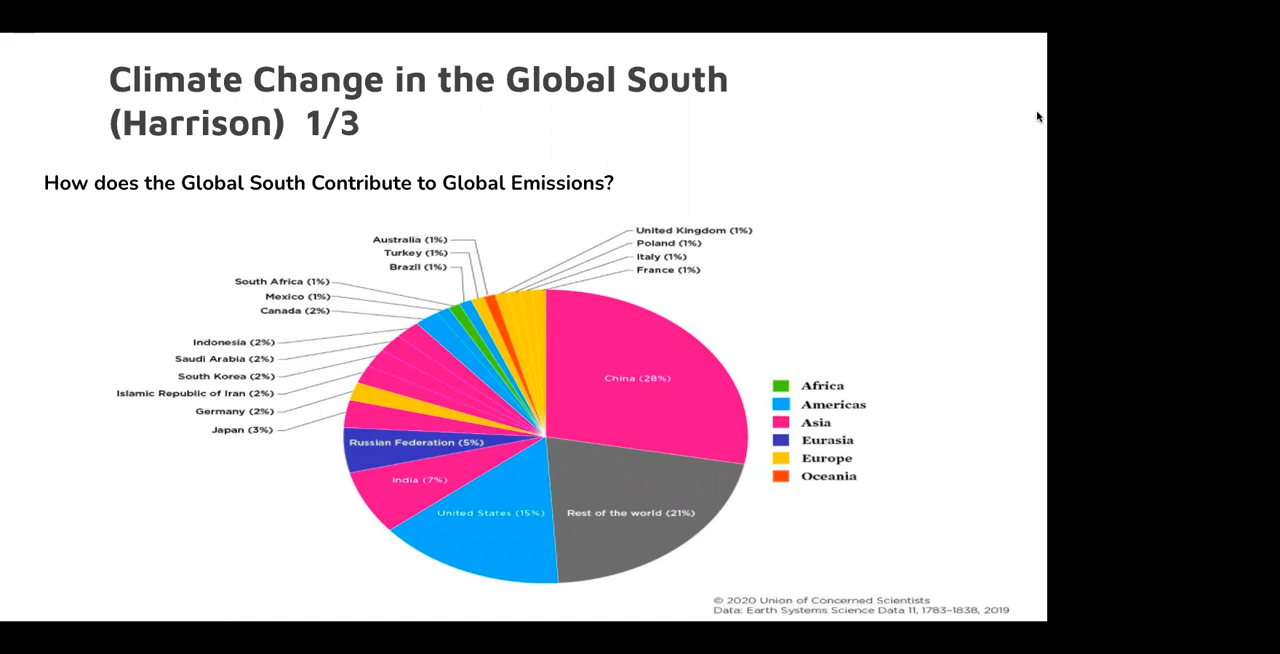 Climate Change in the Global South
(Harrison) 1/3
How does the Global South Contribute to Global Emissions?
United Kingdom (1%)
Poland (1%)
Italy (1%)
France (1%)
Australia (1%)
Turkey (1%)
Brazil (1%)
South Africa (1%)
Mexico (1%)
Canada (2%)
Indonesia (2%)
Saudi Arabia (2%)
South Korea (2%)
Islamic Republic of Iran (2%)
Germany (2%)
Japan (3%)
Russian Federation (5%)
India (7%)
United States (15%)
Rest of the world (21%)
China (28%)
Africa
Americas
Asia
Eurasia
Europe
Oceania
© 2020 Union of Concerned Scientists
Data: Earth Systems Science Data 11, 1783–1838, 2019